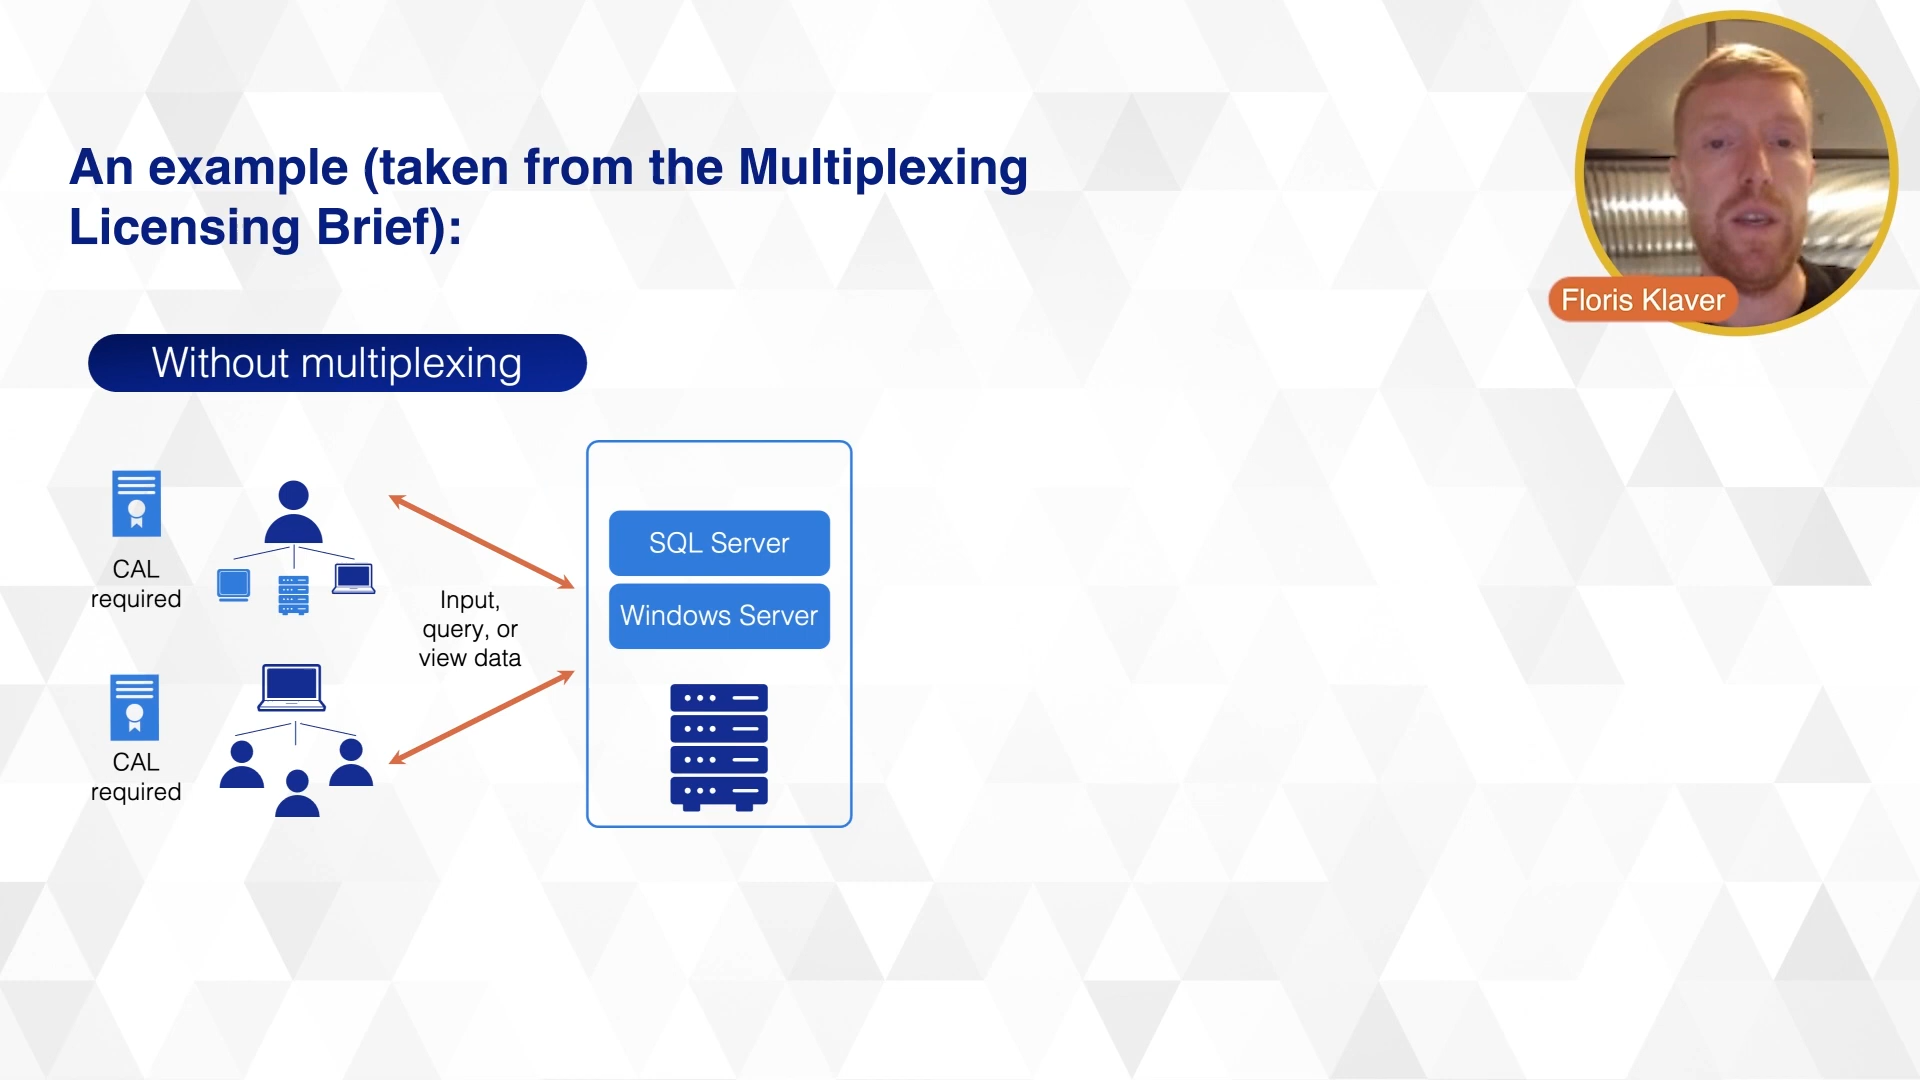 An example (taken from the Multiplexing
Licensing Brief):
Floris Klaver
Without multiplexing
CAL
required
Input,
query, or
view data
SQL Server
Windows Server
CAL
required